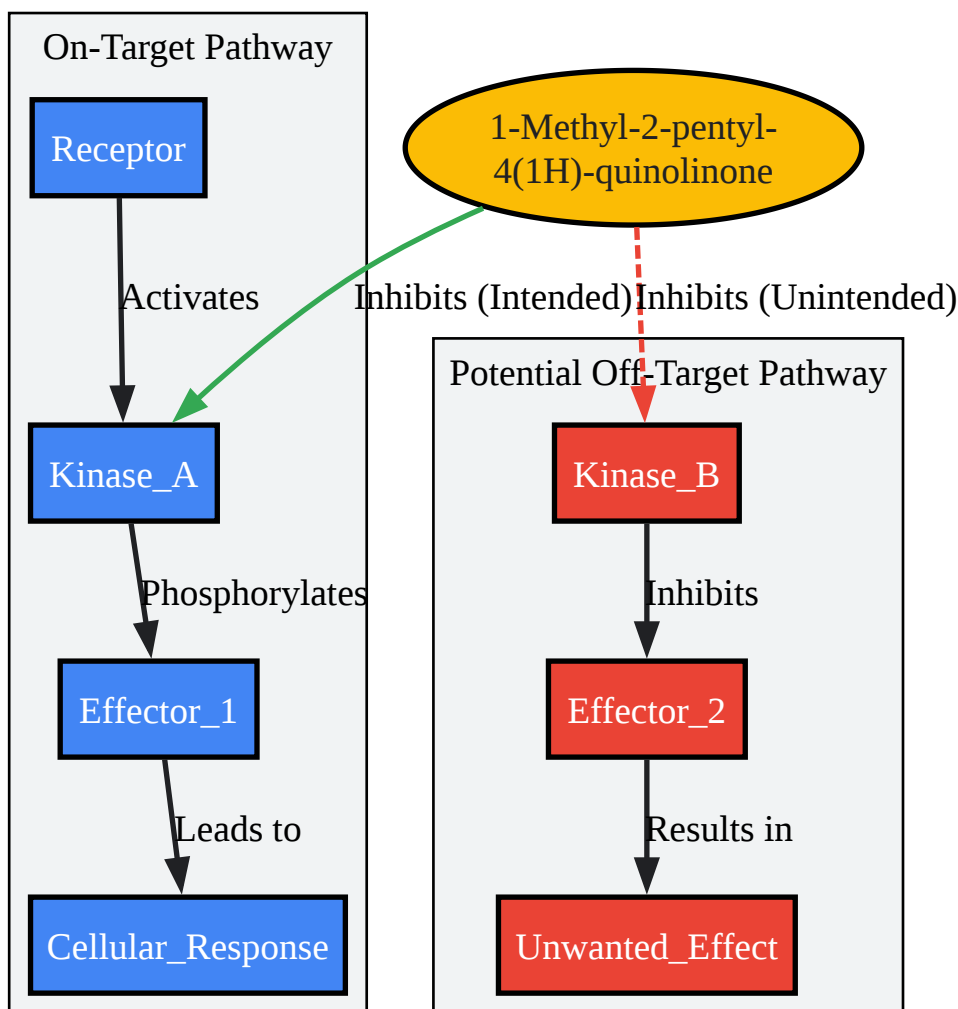 On-Target Pathway
Receptor
1-Methyl-2-pentyl-
4(1H)-quinolinone
Activates
Inhibits (Intended)
Inhibits (Unintended)
Potential Off-Target Pathway
Kinase_A
Kinase_B
Phosphorylates
Inhibits
Effector_1
Effector_2
Leads to
Results in
Cellular_Response
Unwanted_Effect